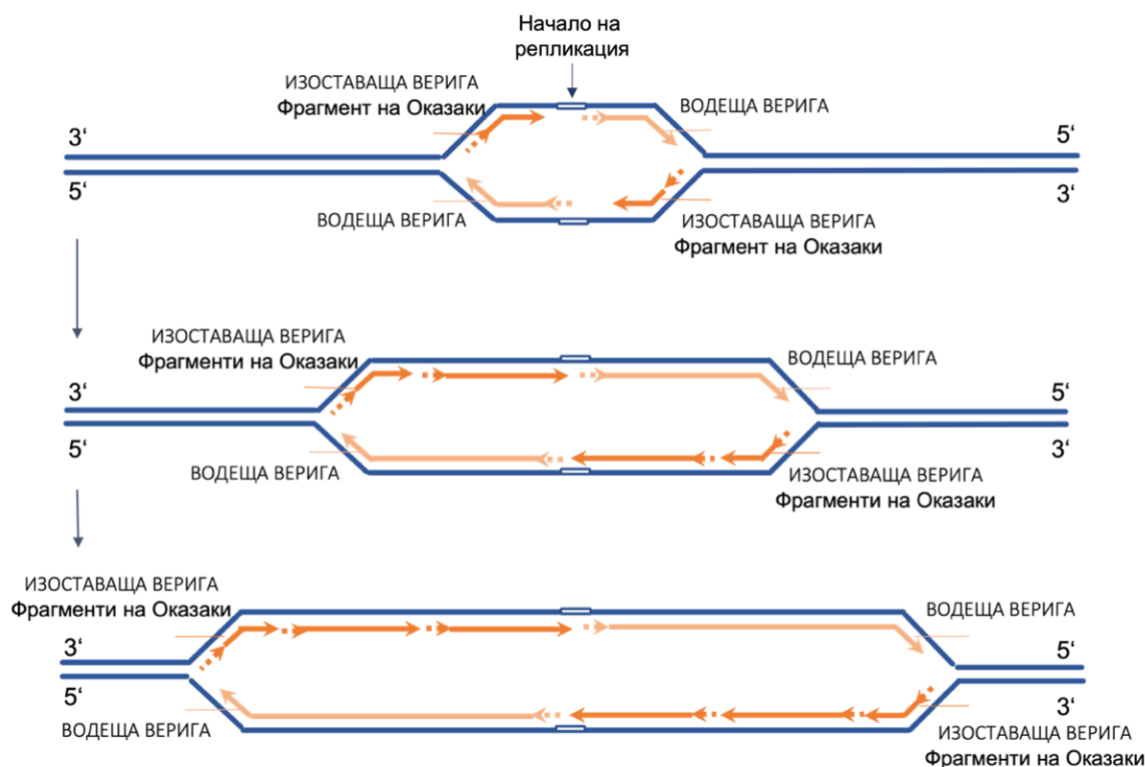 Начало на
репликация
ИЗОСТАВАЩА ВЕРИГА
Фрагмент на Оказаки
ВОДЕЩА ВЕРИГА
3‘
5‘
5‘
3‘
ВОДЕЩА ВЕРИГА
ИЗОСТАВАЩА ВЕРИГА
Фрагмент на Оказаки
ИЗОСТАВАЩА ВЕРИГА
Фрагменти на Оказаки
ВОДЕЩА ВЕРИГА
3‘
5‘
5‘
3‘
ВОДЕЩА ВЕРИГА
ИЗОСТАВАЩА ВЕРИГА
Фрагменти на Оказаки
ИЗОСТАВАЩА ВЕРИГА
Фрагменти на Оказаки
ВОДЕЩА ВЕРИГА
3‘
5‘
5‘
3‘
ВОДЕЩА ВЕРИГА
ИЗОСТАВАЩА ВЕРИГА
Фрагменти на Оказаки